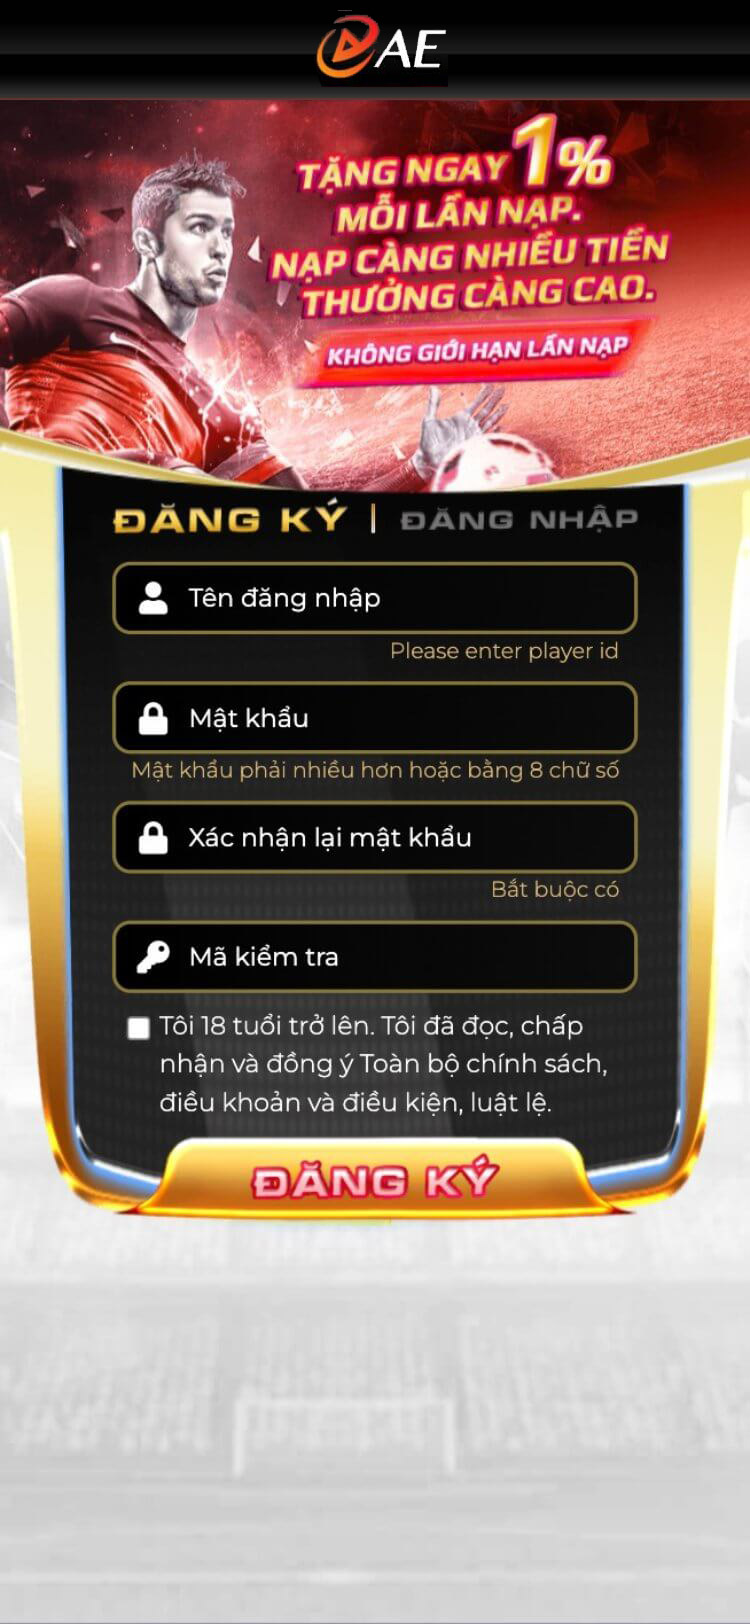 AE
TẶNG NGAY 1%
MỖI LẦN NẠP.
NẠP CÀNG NHIỀU TIỀN
THƯỞNG CÀNG CAO.
KHÔNG GIỚI HẠN LẦN NẠP
ĐĂNG KÝ | ĐĂNG NHẬP
Tên đăng nhập
Please enter player id
Mật khẩu
Mật khẩu phải nhiều hơn hoặc bằng 8 chữ số
Xác nhận lại mật khẩu
Bắt buộc có
Mã kiểm tra
Tôi 18 tuổi trở lên. Tôi đã đọc, chấp
nhận và đồng ý Toàn bộ chính sách,
điều khoản và điều kiện, luật lệ.
ĐĂNG KÝ